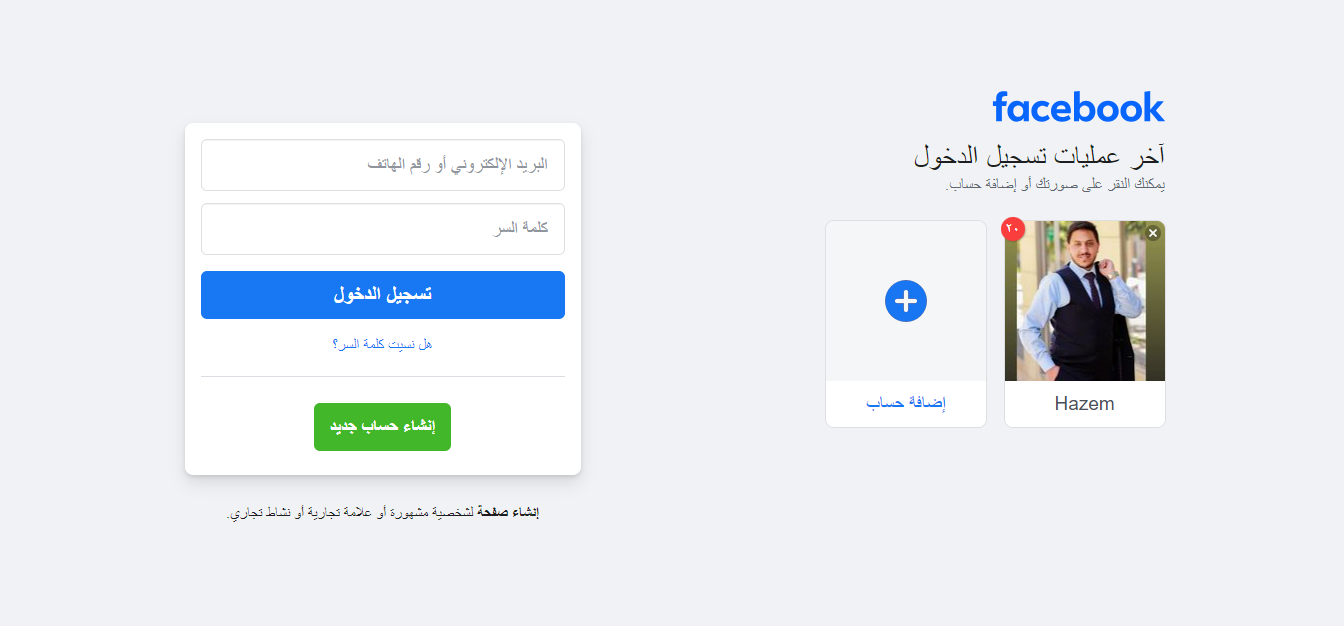 facebook
آخر عمليات تسجيل الدخول
يمكنك النقر على صورتك أو إضافة حساب.
٢٠
Hazem
إضافة حساب
البريد الإلكتروني أو رقم الهاتف
كلمة السر
تسجيل الدخول
هل نسيت كلمة السر؟
إنشاء حساب جديد
إنشاء صفحة لشخصية مشهورة أو علامة تجارية أو نشاط تجاري.